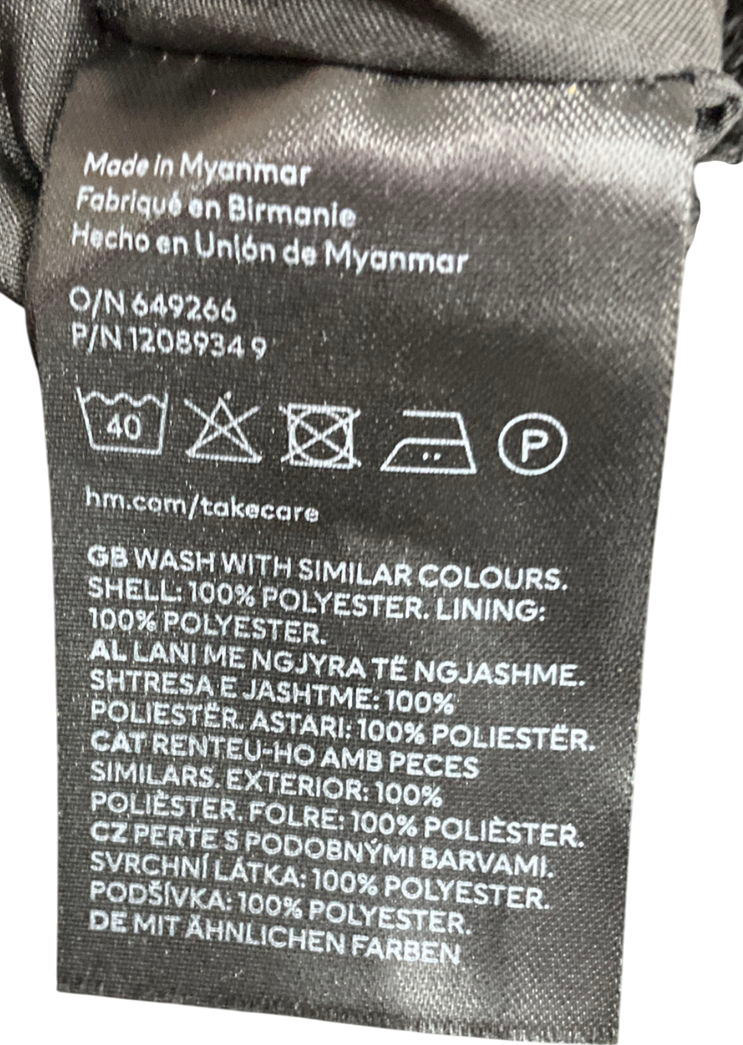 Made in Myanmar
Fabriqué en Birmanie
Hecho en Unión de Myanmar
O/N 649266
P/N 1208934 9
40
P
hm.com/takecare
GB WASH WITH SIMILAR COLOURS.
SHELL: 100% POLYESTER. LINING:
100% POLYESTER.
AL LANI ME NGJYRA TË NGJASHME.
SHTRESA E JASHTME: 100%
POLIESTËR. ASTARI: 100% POLIESTËR.
CAT RENTEU-HO AMB PECES
SIMILARS. EXTERIOR: 100%
POLIÈSTER. FOLRE: 100% POLIÈSTER.
CZ PERTE S PODOBNÝMI BARVAMI.
SVRCHNÍ LÁTKA: 100% POLYESTER.
PODŠÍVKA: 100% POLYESTER.
DE MIT ÄHNLICHEN FARBEN